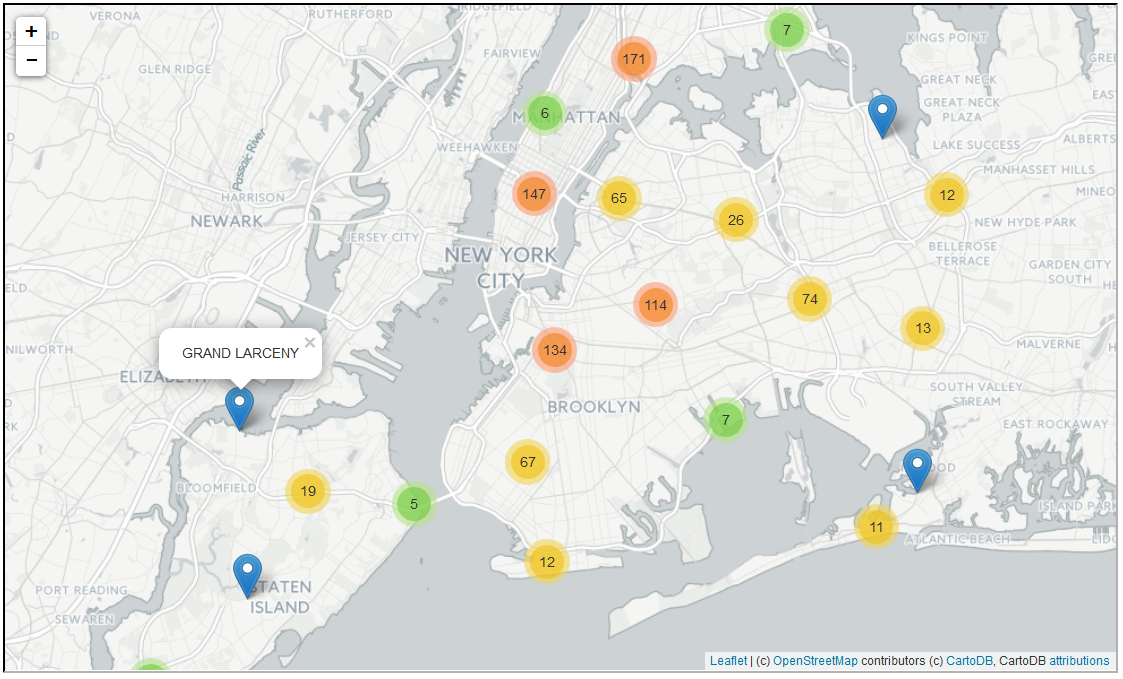 +
−
VERONA
RUTHERFORD
RIDGEFIELD
7
KINGS POINT
GLEN RIDGE
FAIRVIEW
171
GREAT NECK
GREAT NECK
PLAZA
6
MANHATTAN
WEEHAWKEN
LAKE SUCCESS
ALBERTS
MANHASSET HILLS
Passaic River
HARRISON
147
65
12
MINEO
NEWARK
26
NEW HYDE PARK
JERSEY CITY
BELLEROSE
TERRACE
NEW YORK
CITY
GARDEN CITY
SOUTH
ELD
114
74
13
GRAND LARCENY ×
134
MALVERNE
NILWORTH
ELIZABETH
SOUTH VALLEY
STREAM
BROOKLYN
7
EAST ROCKAWAY
RK
67
OOD
BLOOMFIELD
19
5
ISLAND PARK
11
ATLANTIC BEACH
LIDO
12
PORT READING
STATEN
ISLAND
SEWAREN
Leaflet | (c) OpenStreetMap contributors (c) CartoDB, CartoDB attributions